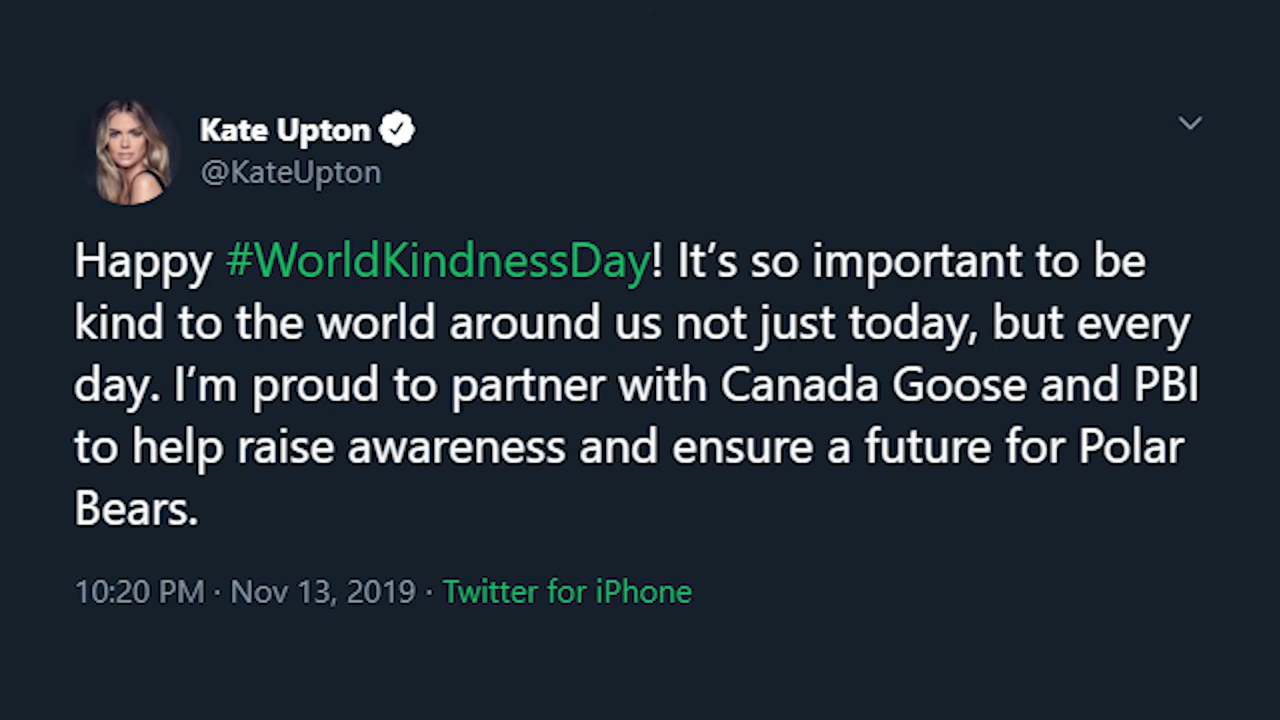 Kate Upton
@KateUpton
Happy #WorldKindnessDay! It’s so important to be
kind to the world around us not just today, but every
day. I’m proud to partner with Canada Goose and PBI
to help raise awareness and ensure a future for Polar
Bears.
10:20 PM · Nov 13, 2019 · Twitter for iPhone